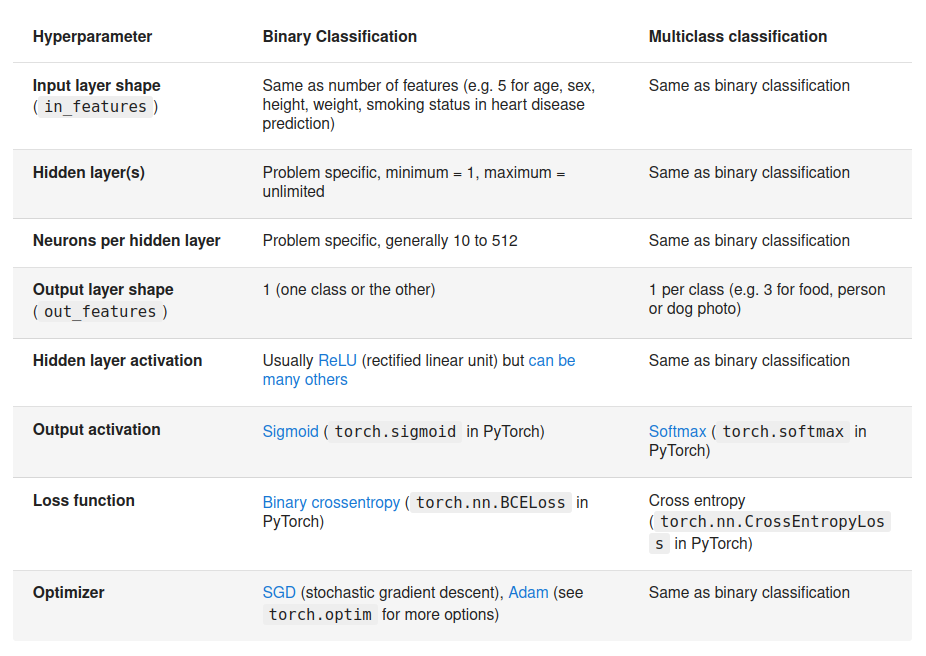 Hyperparameter Binary Classification Multiclass classification
Input layer shape Same as number of features (e.g. 5 for age, sex, Same as binary classification
( in_features ) height, weight, smoking status in heart disease
prediction)
Hidden layer(s) Problem specific, minimum = 1, maximum = Same as binary classification
unlimited
Neurons per hidden layer Problem specific, generally 10 to 512 Same as binary classification
Output layer shape 1 (one class or the other) 1 per class (e.g. 3 for food, person
( out_features ) or dog photo)
Hidden layer activation Usually ReLU (rectified linear unit) but can be Same as binary classification
many others
Output activation Sigmoid ( torch.sigmoid in PyTorch) Softmax ( torch.softmax in
PyTorch)
Loss function Binary crossentropy ( torch.nn.BCELoss in Cross entropy
PyTorch) ( torch.nn.CrossEntropyLos
s in PyTorch)
Optimizer SGD (stochastic gradient descent), Adam (see Same as binary classification
torch.optim for more options)